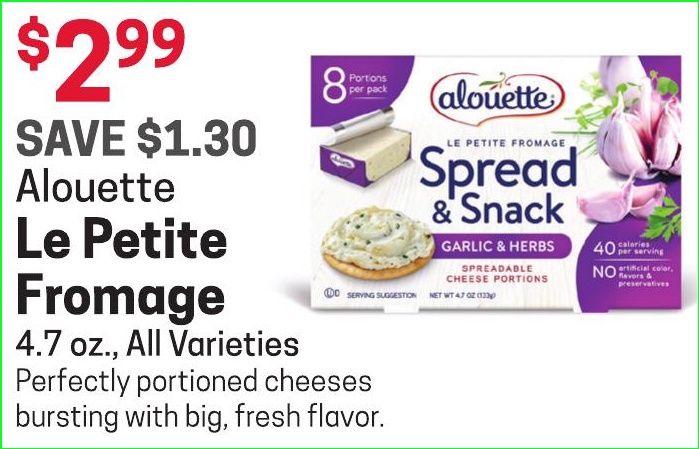 $2.99
SAVE $1.30
Alouette
Le Petite
Fromage
4.7 oz., All Varieties
Perfectly portioned cheeses
bursting with big, fresh flavor.
8 Portions
per pack
alouette
alouette
LE PETITE FROMAGE
Spread
& Snack
GARLIC & HERBS
SPREADABLE
CHEESE PORTIONS
40 calories
per serving
NO artificial color,
flavors &
preservatives
SERVING SUGGESTION
NET WT 4.7 OZ (133g)